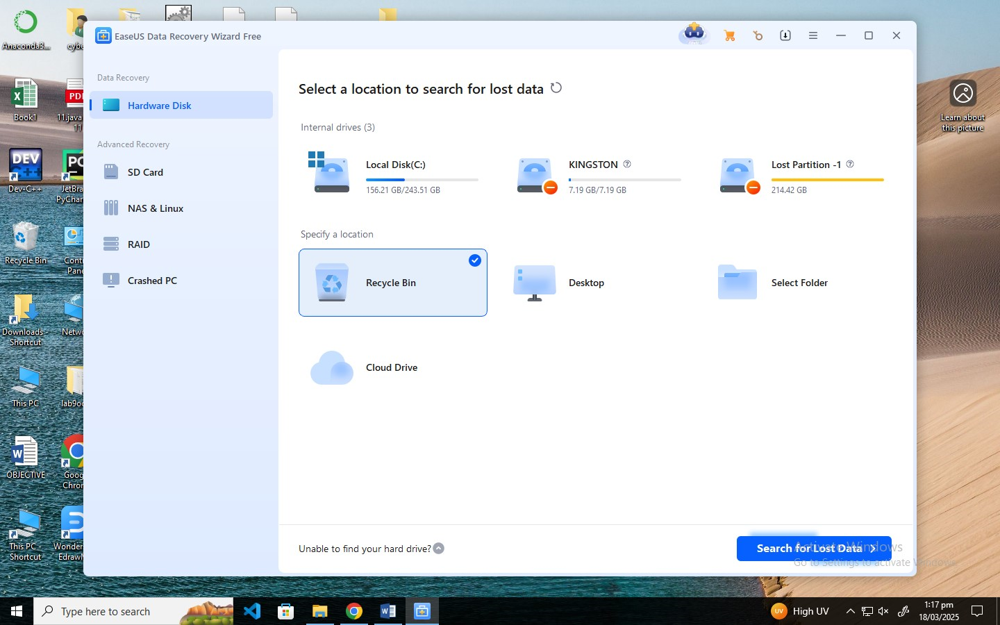 EaseUS Data Recovery Wizard Free
Data Recovery
Hardware Disk
Advanced Recovery
SD Card
NAS & Linux
RAID
Crashed PC
Select a location to search for lost data
Internal drives (3)
Local Disk(C:)
156.21 GB/243.51 GB
KINGSTON
7.19 GB/7.19 GB
Lost Partition -1
214.42 GB
Specify a location
Recycle Bin
Desktop
Select Folder
Cloud Drive
Unable to find your hard drive?
Search for Lost Data
Activate Windows
Go to Settings to activate Windows.
Anaconda3...
cybe
Book1
PD
11.java
11
DEV
C++
Dev-C++
PC
JetBra
PyChar
Recycle Bin
Cont
Pane
Downloads -
Shortcut
Netwo
This PC
lab9o
OBJECTIVE
Goog
Chro
This PC -
Shortcut
Wonder
Edraw
Learn about
this picture
Type here to search
UV
High UV
1:17 pm
18/03/2025